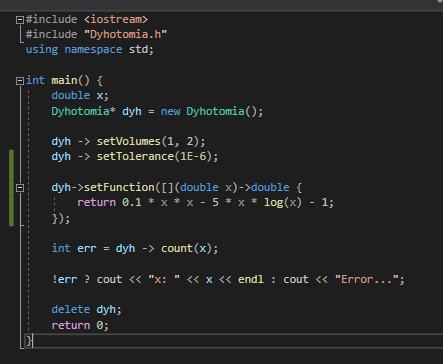 #include <iostream>
#include "Dyhotomia.h"
using namespace std;
int main() {
double x;
Dyhotomia* dyh = new Dyhotomia();
dyh -> setVolumes(1, 2);
dyh -> setTolerance(1E-6);
dyh->setFunction([](double x)->double {
return 0.1 * x * x - 5 * x * log(x) - 1;
});
int err = dyh -> count(x);
!err ? cout << "x: " << x << endl : cout << "Error...";
delete dyh;
return 0;
}